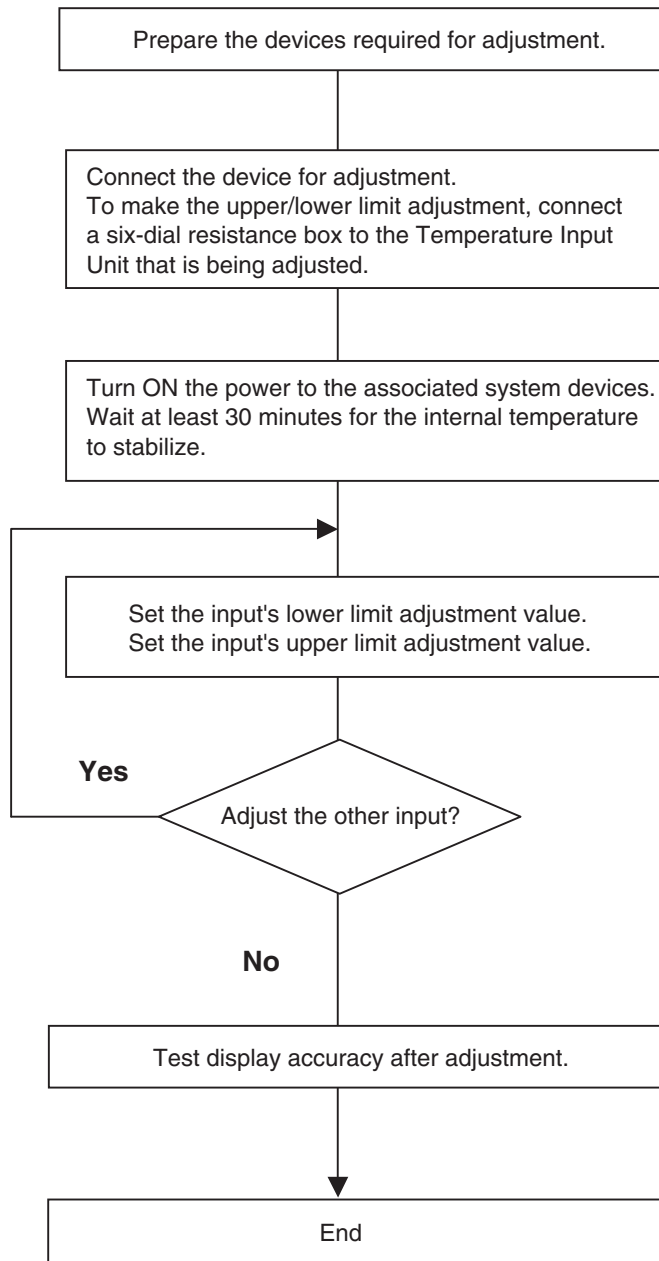 Prepare the devices required for adjustment.
Connect the device for adjustment.
To make the upper/lower limit adjustment, connect
a six-dial resistance box to the Temperature Input
Unit that is being adjusted.
Turn ON the power to the associated system devices.
Wait at least 30 minutes for the internal temperature
to stabilize.
Set the input's lower limit adjustment value.
Set the input's upper limit adjustment value.
Yes
Adjust the other input?
No
Test display accuracy after adjustment.
End